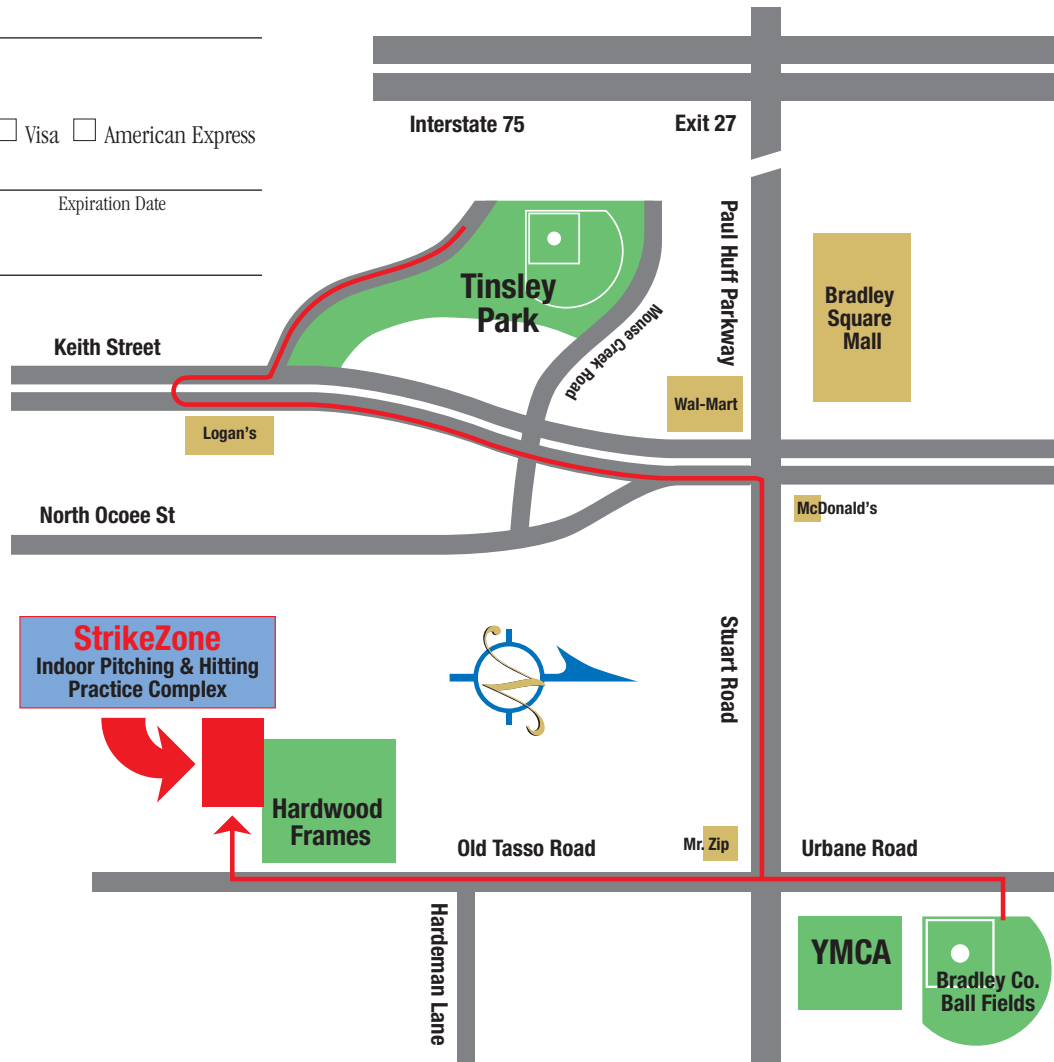 Visa American Express
Expiration Date
Interstate 75
Exit 27
Paul Huff Parkway
Tinsley
Park
Mouse Creek Road
Bradley
Square
Mall
Keith Street
Wal-Mart
Logan's
McDonald's
North Ocoee St
StrikeZone
Indoor Pitching & Hitting
Practice Complex
N
Stuart Road
Hardwood
Frames
Old Tasso Road
Mr. Zip
Urbane Road
Hardeman Lane
YMCA
Bradley Co.
Ball Fields